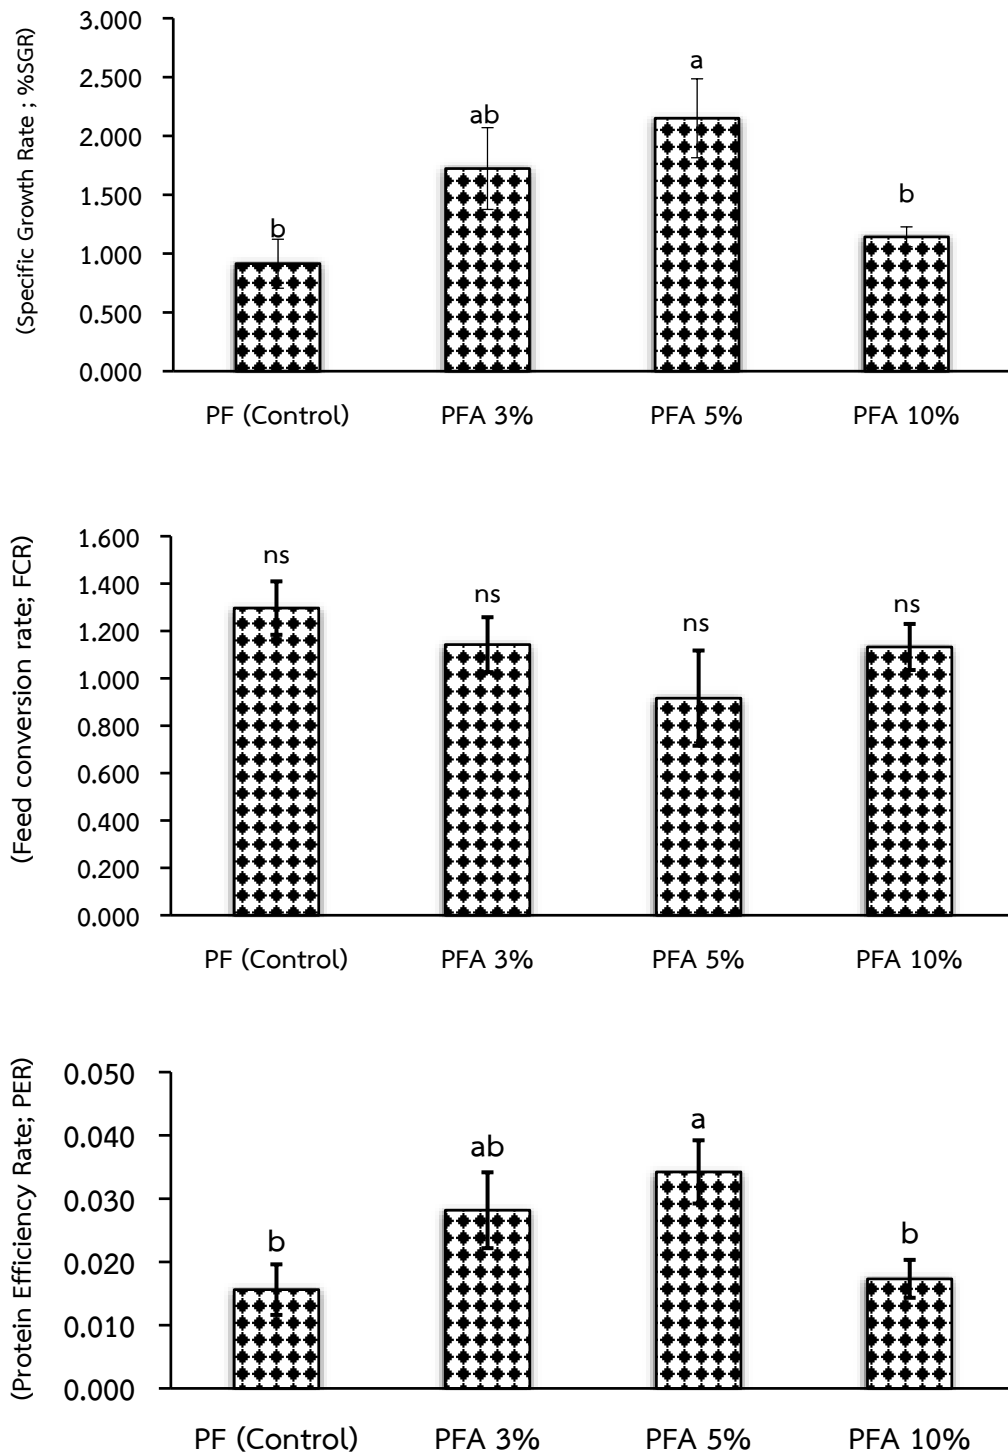 (Specific Growth Rate ; %SGR)
3.000
2.500
2.000
1.500
1.000
0.500
0.000
b
ab
a
b
PF (Control) PFA 3% PFA 5% PFA 10%
(Feed conversion rate; FCR)
1.600
1.400
1.200
1.000
0.800
0.600
0.400
0.200
0.000
ns
ns
ns
ns
PF (Control) PFA 3% PFA 5% PFA 10%
(Protein Efficiency Rate; PER)
0.050
0.040
0.030
0.020
0.010
0.000
b
ab
a
b
PF (Control) PFA 3% PFA 5% PFA 10%